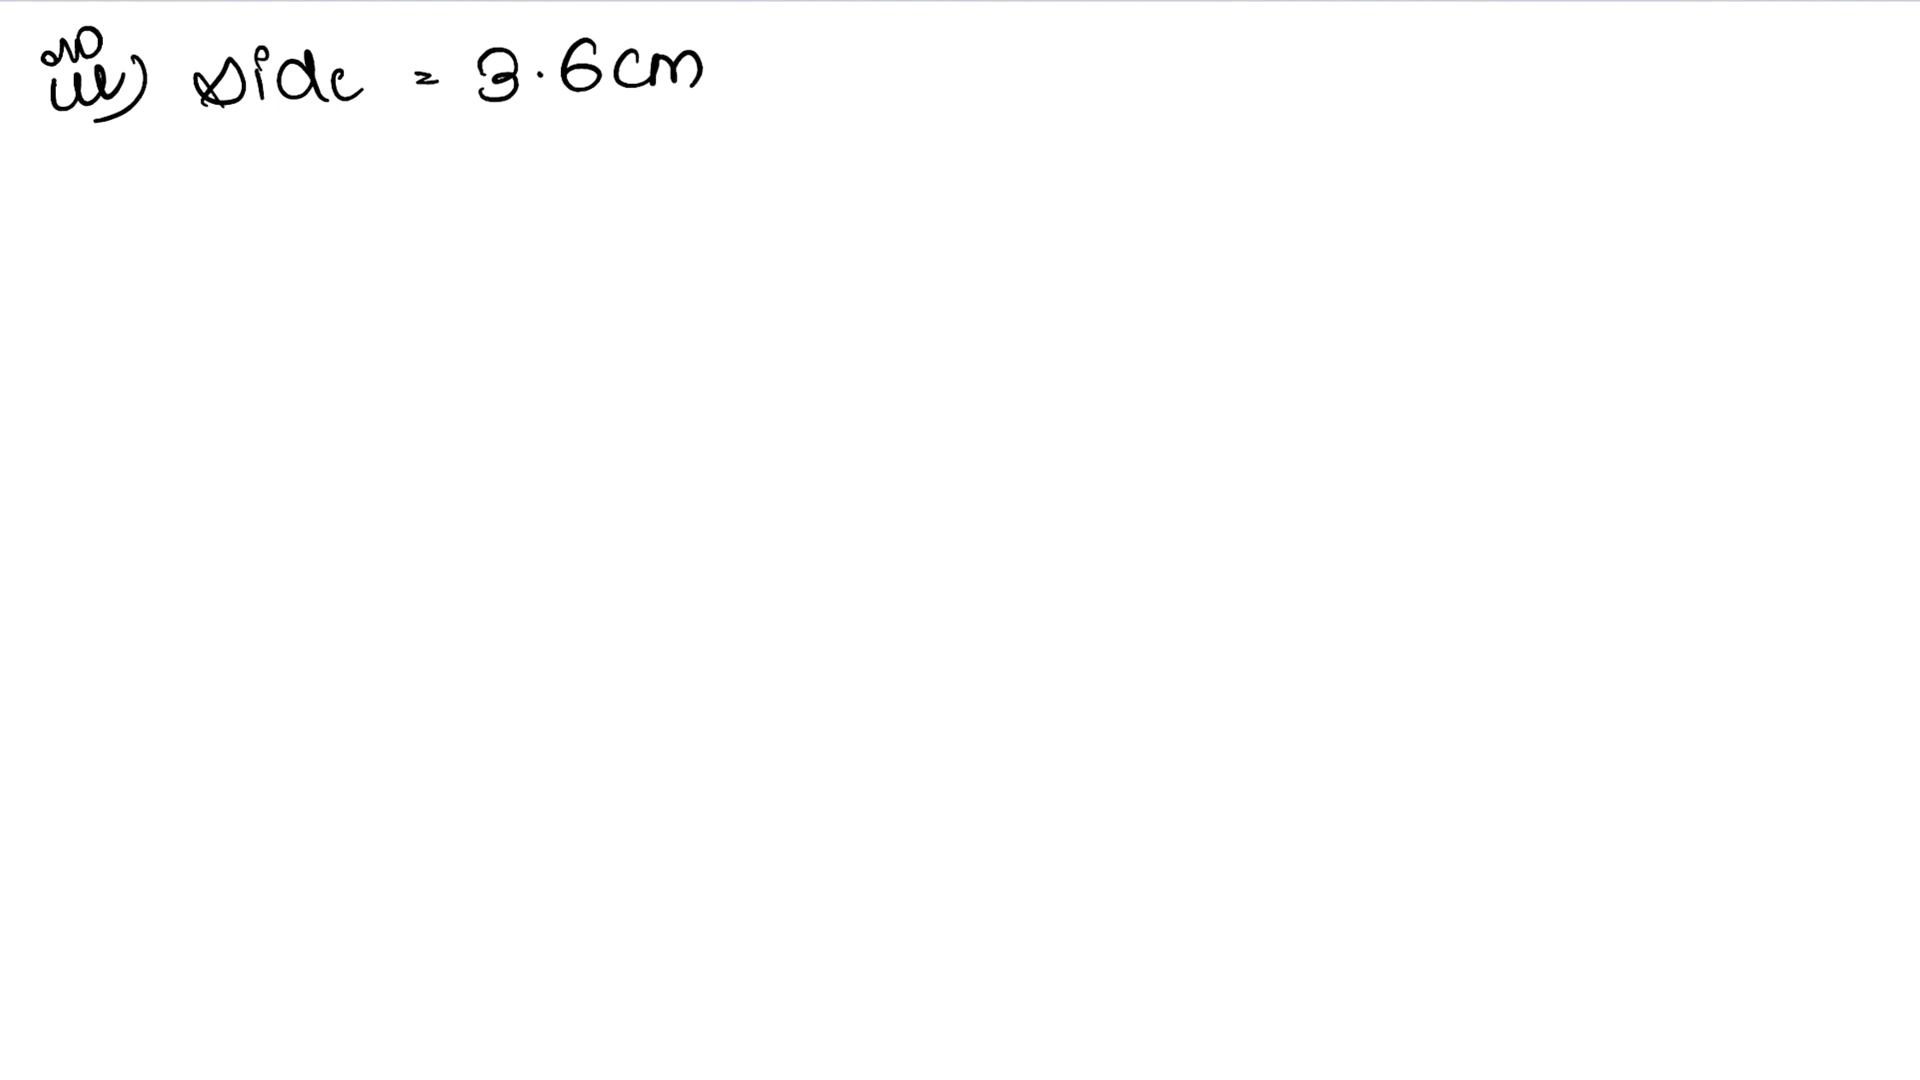 iii) side = 3.6cm